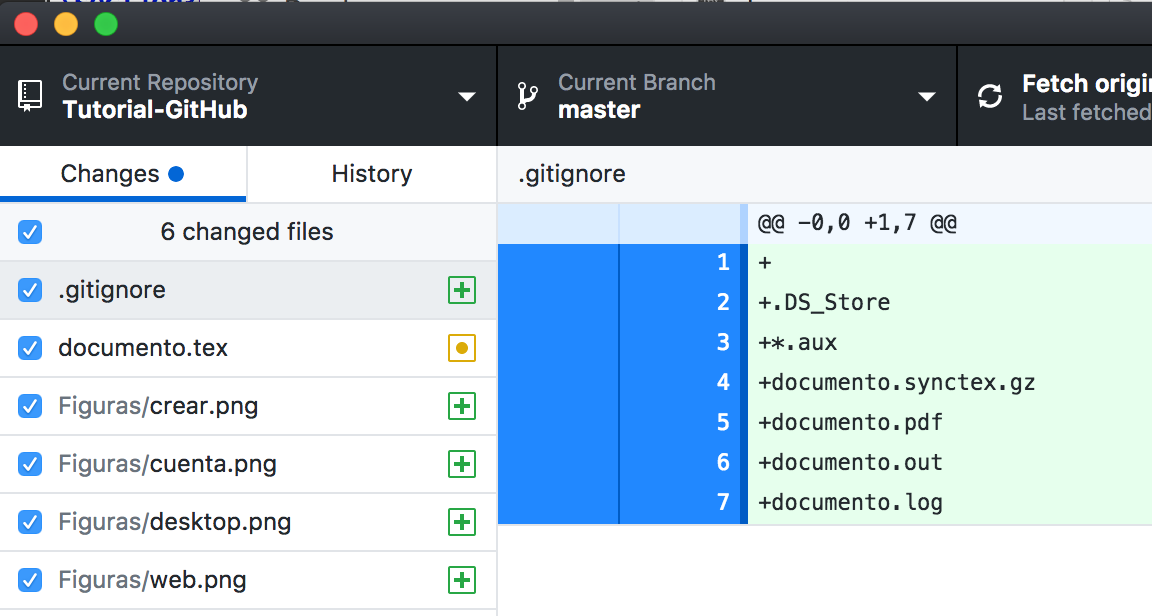 Current Repository
Tutorial-GitHub
Current Branch
master
Fetch origi
Last fetched
Changes
History
.gitignore
6 changed files
@@ -0,0 +1,7 @@
.gitignore
documento.tex
Figuras/crear.png
Figuras/cuenta.png
Figuras/desktop.png
Figuras/web.png
1 +
2 +.DS_Store
3 +*.aux
4 +documento.synctex.gz
5 +documento.pdf
6 +documento.out
7 +documento.log